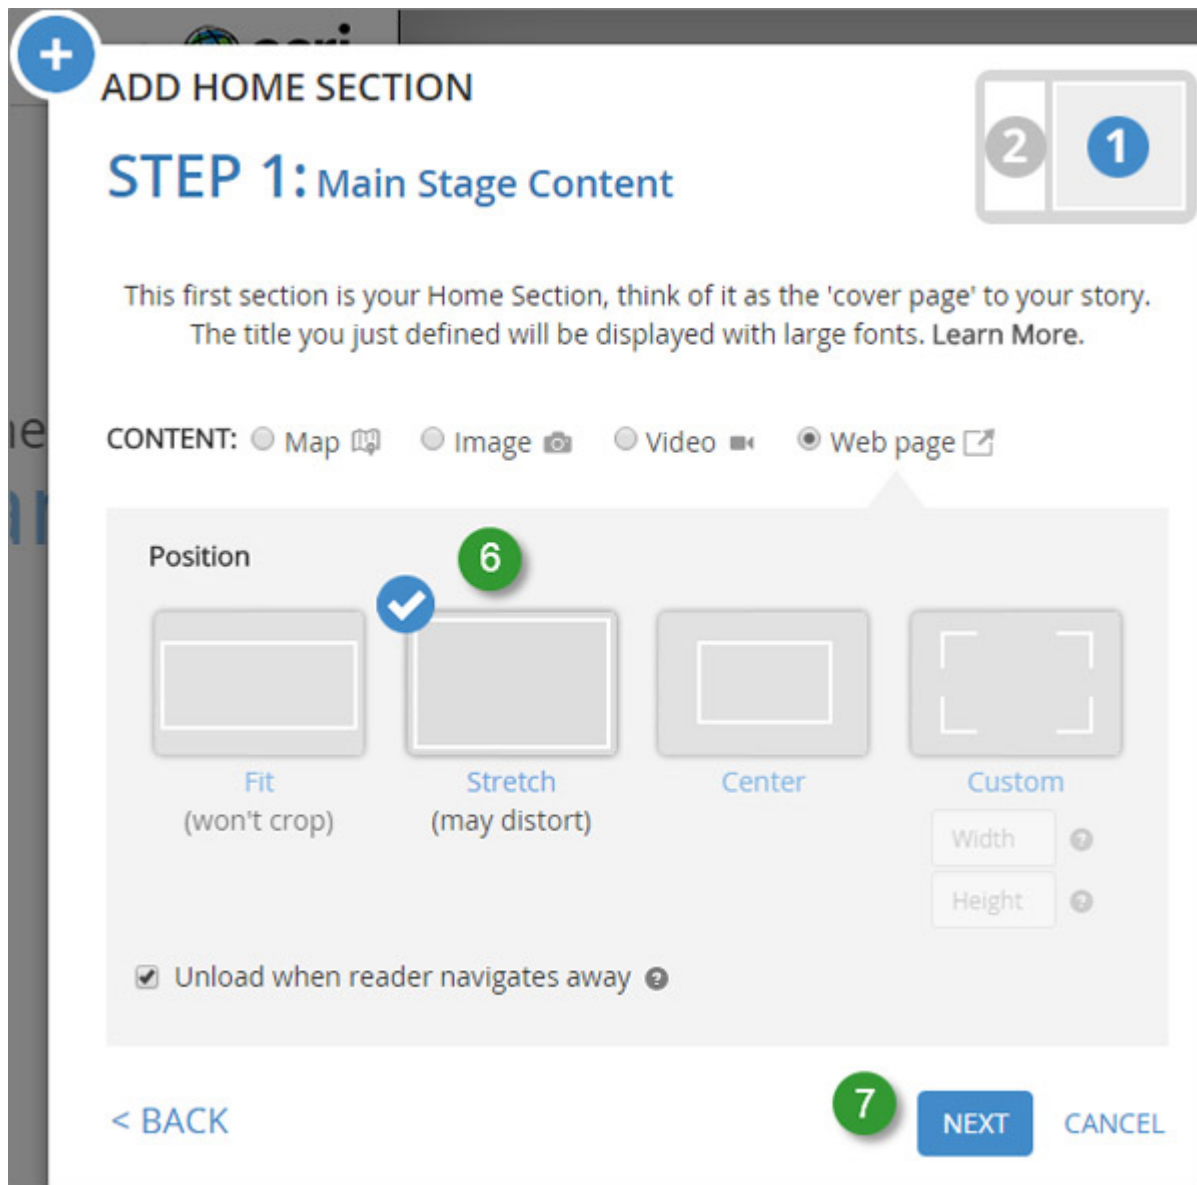 ADD HOME SECTION
STEP 1: Main Stage Content
2 1
This first section is your Home Section, think of it as the 'cover page' to your story.
The title you just defined will be displayed with large fonts. Learn More.
CONTENT: Map Image Video Web page
Position
6
Fit Stretch Center Custom
(won't crop) (may distort)
Width ?
Height ?
Unload when reader navigates away ?
< BACK 7 NEXT CANCEL